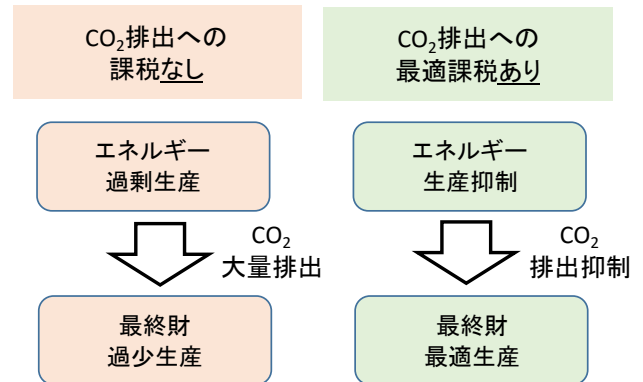 CO₂排出への
課税なし
エネルギー
過剰生産
CO₂
大量排出
最終財
過少生産
CO₂排出への
最適課税あり
エネルギー
生産抑制
CO₂
排出抑制
最終財
最適生産